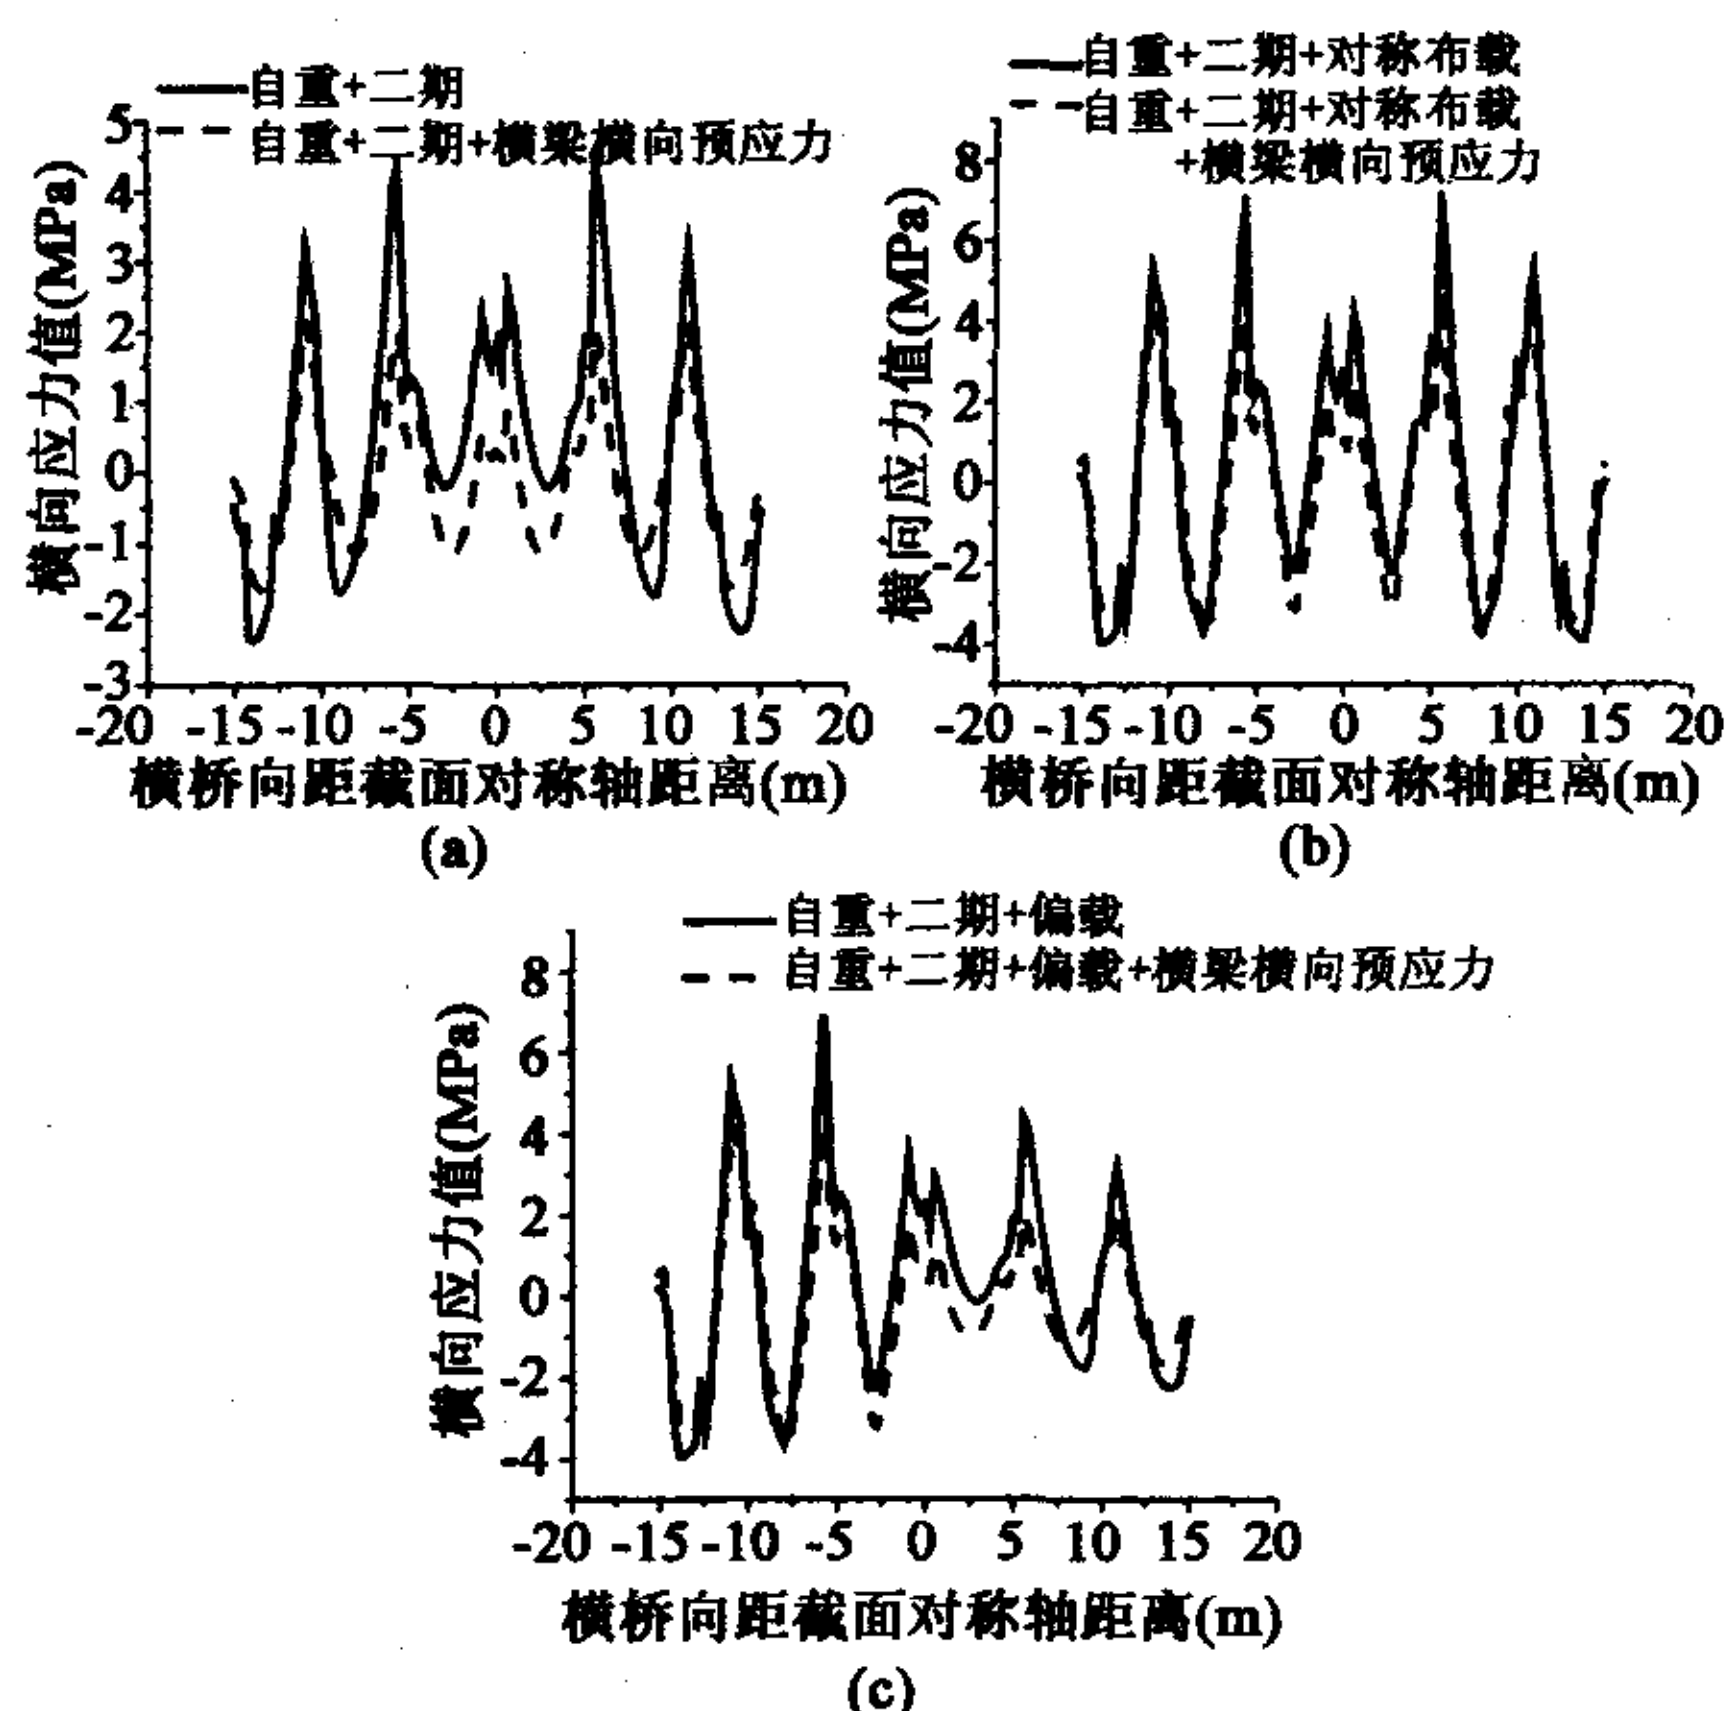 自重+二期
自重+二期+横梁横向预应力
横向应力值(MPa)
5
4
3
2
1
0
-1
-2
-3
-20 -15 -10 -5 0 5 10 15 20
横桥向距截面对称轴距离(m)
(a)
自重+二期+对称布载
自重+二期+对称布载
+横梁横向预应力
横向应力值(MPa)
8
6
4
2
0
-2
-4
-20 -15 -10 -5 0 5 10 15 20
横桥向距截面对称轴距离(m)
(b)
自重+二期+偏载
自重+二期+偏载+横梁横向预应力
横向应力值(MPa)
8
6
4
2
0
-2
-4
-20 -15 -10 -5 0 5 10 15 20
横桥向距截面对称轴距离(m)
(c)